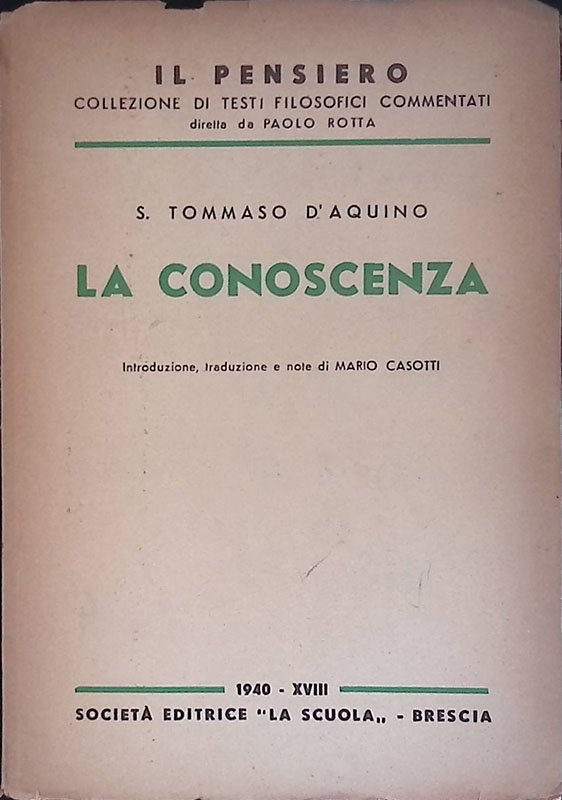 IL PENSIERO
COLLEZIONE DI TESTI FILOSOFICI COMMENTATI
diretta da PAOLO ROTTA
S. TOMMASO D'AQUINO
LA CONOSCENZA
Introduzione, traduzione e note di MARIO CASOTTI
1940 - XVIII
SOCIETÀ EDITRICE "LA SCUOLA„ - BRESCIA